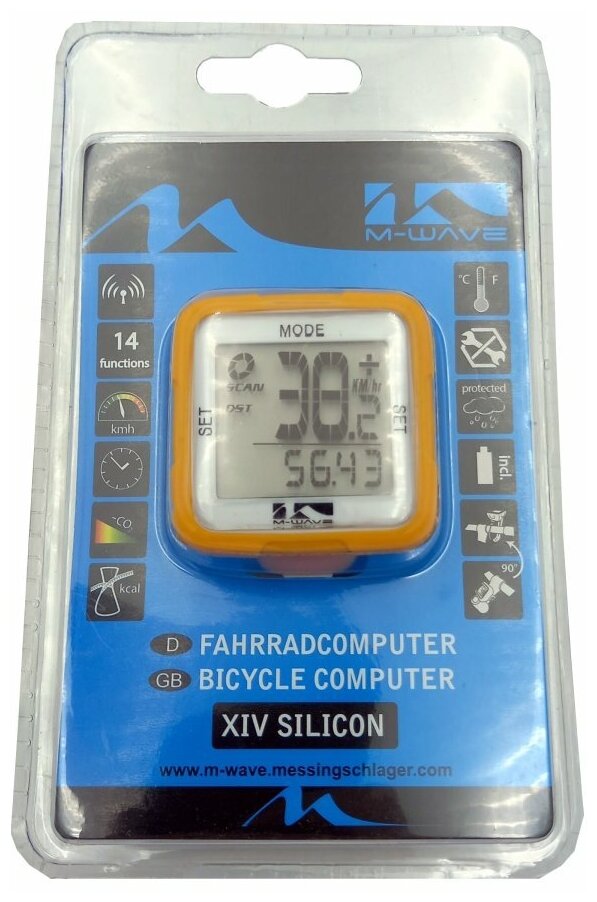 M-WAVE
°C F
14
functions
kmh
protected
-CO₂
incl.
kcal
90°
MODE
SCAN
38.2
KM/hr
DST
SET
SET
56.43
M-WAVE
D FAHRRADCOMPUTER
GB BICYCLE COMPUTER
XIV SILICON
www.m-wave.messingschlager.com